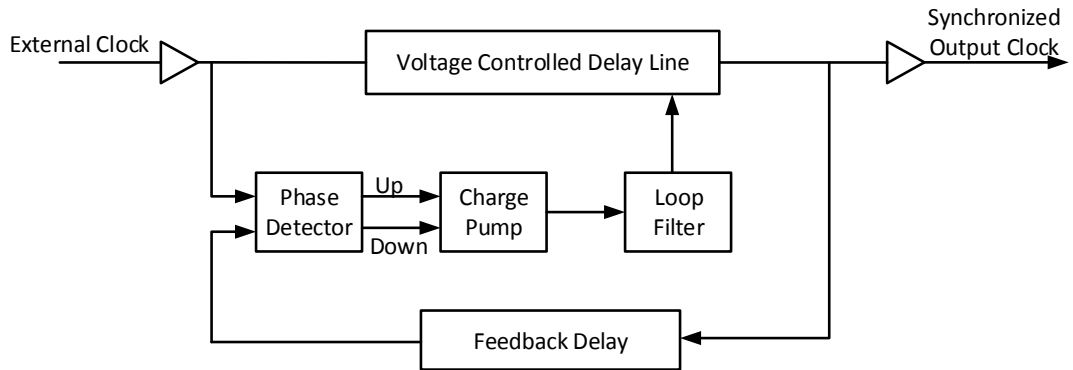 External Clock
Voltage Controlled Delay Line
Synchronized
Output Clock
Phase
Detector
Up
Down
Charge
Pump
Loop
Filter
Feedback Delay